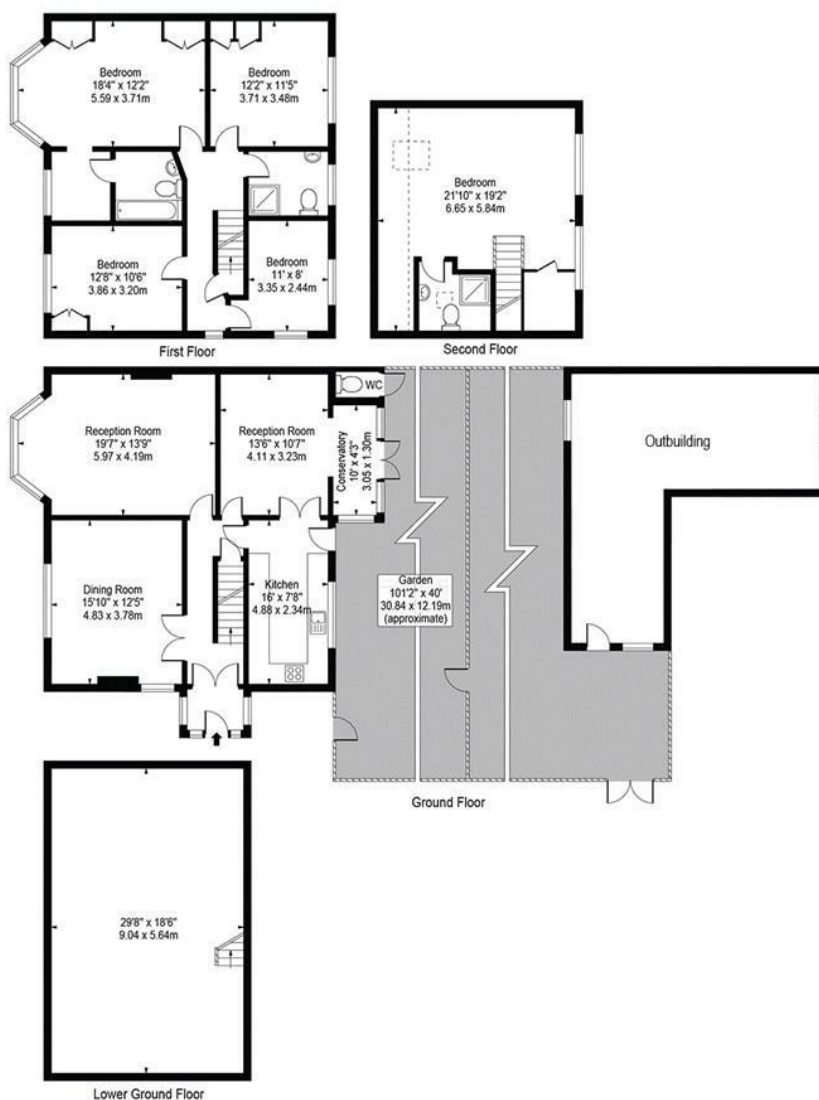 Bedroom
18'4" x 12'2"
5.59 x 3.71m
Bedroom
12'2" x 11'5"
3.71 x 3.48m
Bedroom
12'8" x 10'6"
3.86 x 3.20m
Bedroom
11' x 8'
3.35 x 2.44m
First Floor
Bedroom
21'10" x 19'2"
6.65 x 5.84m
Second Floor
Reception Room
19'7" x 13'9"
5.97 x 4.19m
Reception Room
13'6" x 10'7"
4.11 x 3.23m
WC
Conservatory
10' x 4'3"
3.05 x 1.30m
Outbuilding
Dining Room
15'10" x 12'5"
4.83 x 3.78m
Kitchen
16' x 7'8"
4.88 x 2.34m
Garden
101'2" x 40'
30.84 x 12.19m
(approximate)
Ground Floor
29'8" x 18'6"
9.04 x 5.64m
Lower Ground Floor